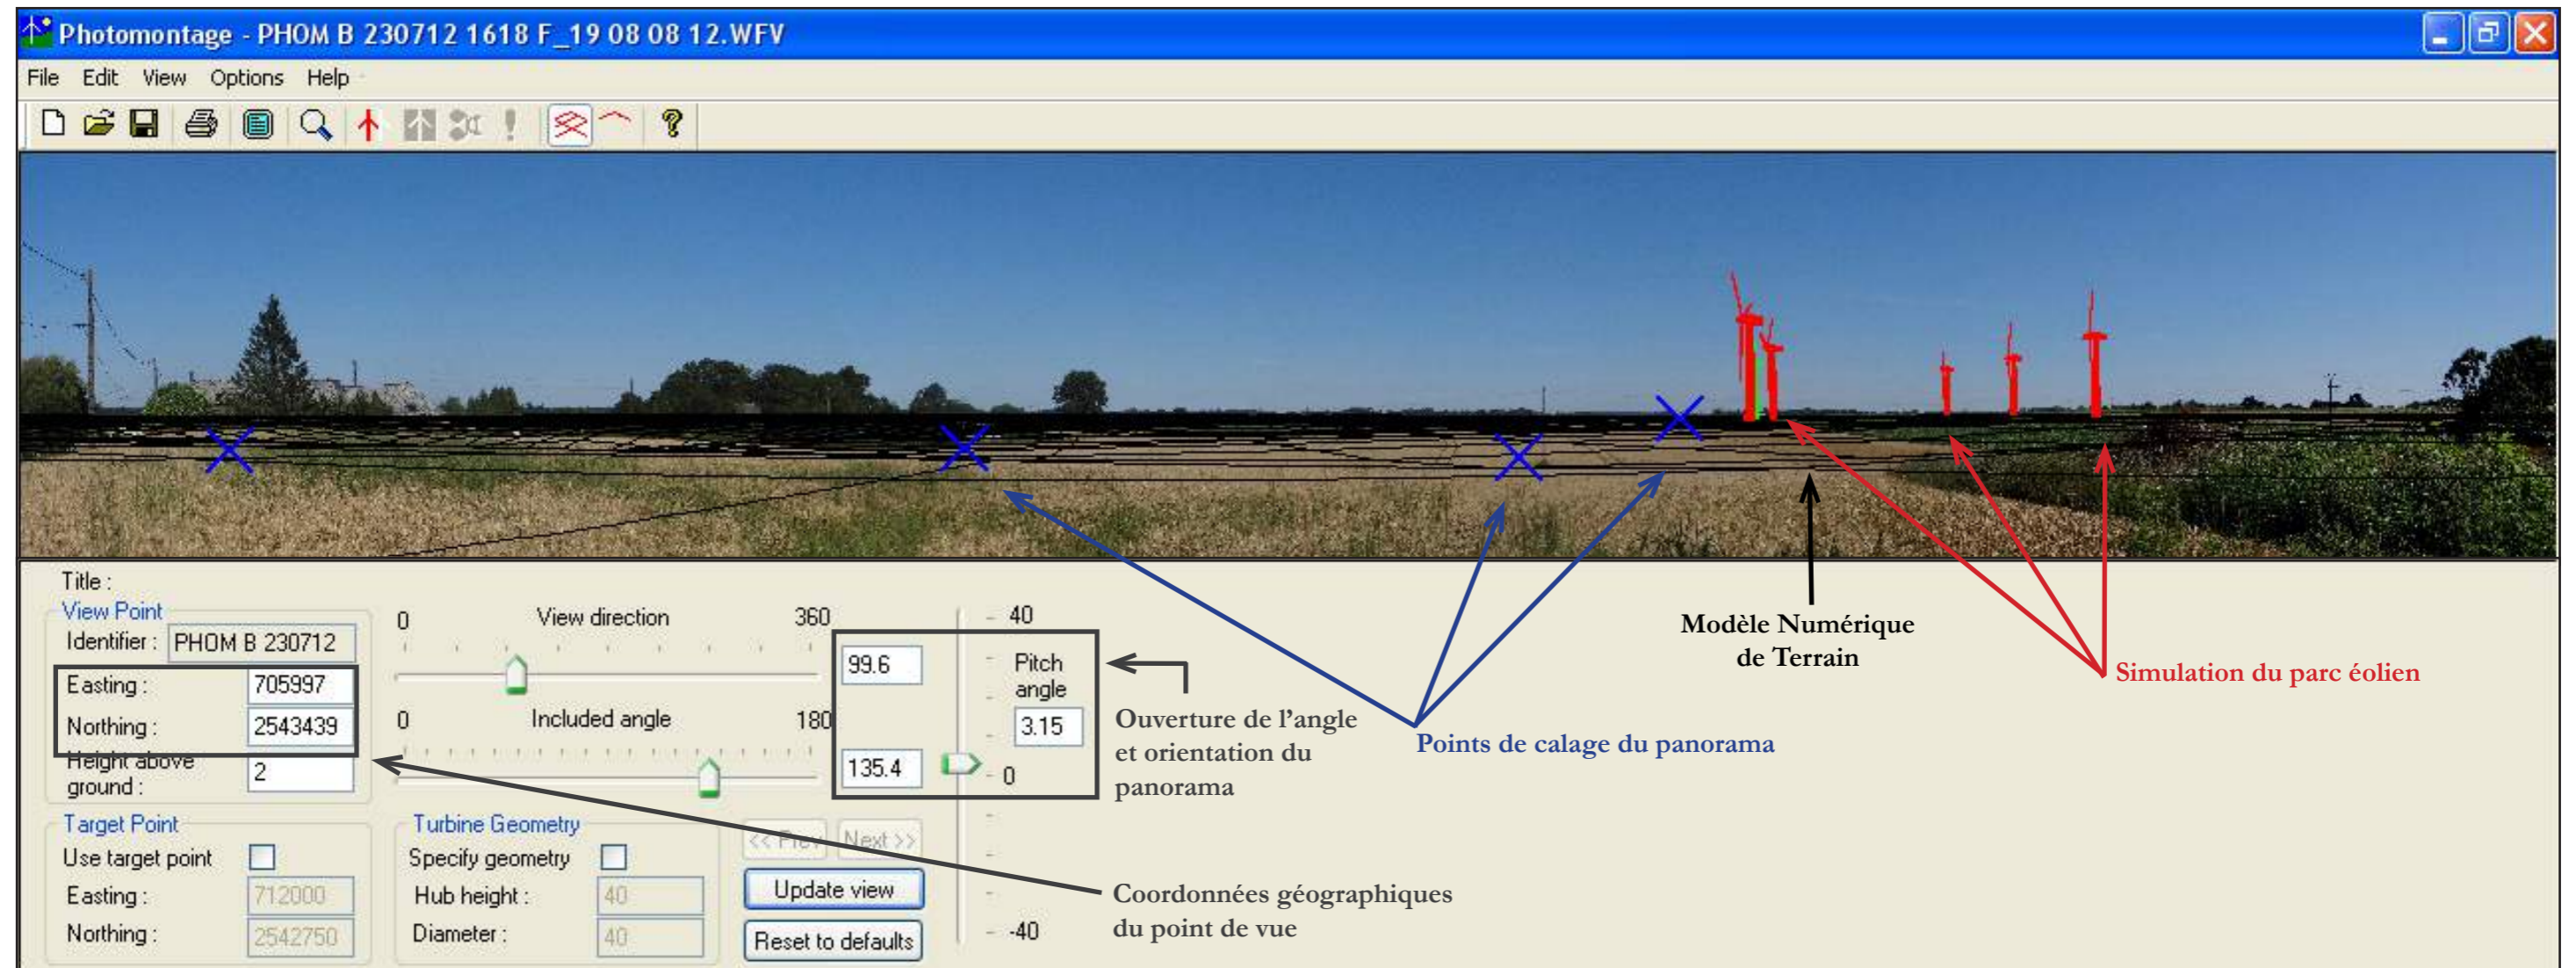 Photomontage - PHOM B 230712 1618 F_19 08 08 12.WFV
File Edit View Options Help
Title :
View Point
Identifier : PHOM B 230712
Easting : 705997
Northing : 2543439
Height above
ground : 2
0 View direction 360
99.6
0 Included angle 180
135.4
40
Pitch
angle
3.15
0
-40
Ouverture de l’angle
et orientation du
panorama
Points de calage du panorama
Modèle Numérique
de Terrain
Simulation du parc éolien
Target Point
Use target point
Easting : 712000
Northing : 2542750
Turbine Geometry
Specify geometry
Hub height : 40
Diameter : 40
<< Prev Next >>
Update view
Reset to defaults
Coordonnées géographiques
du point de vue